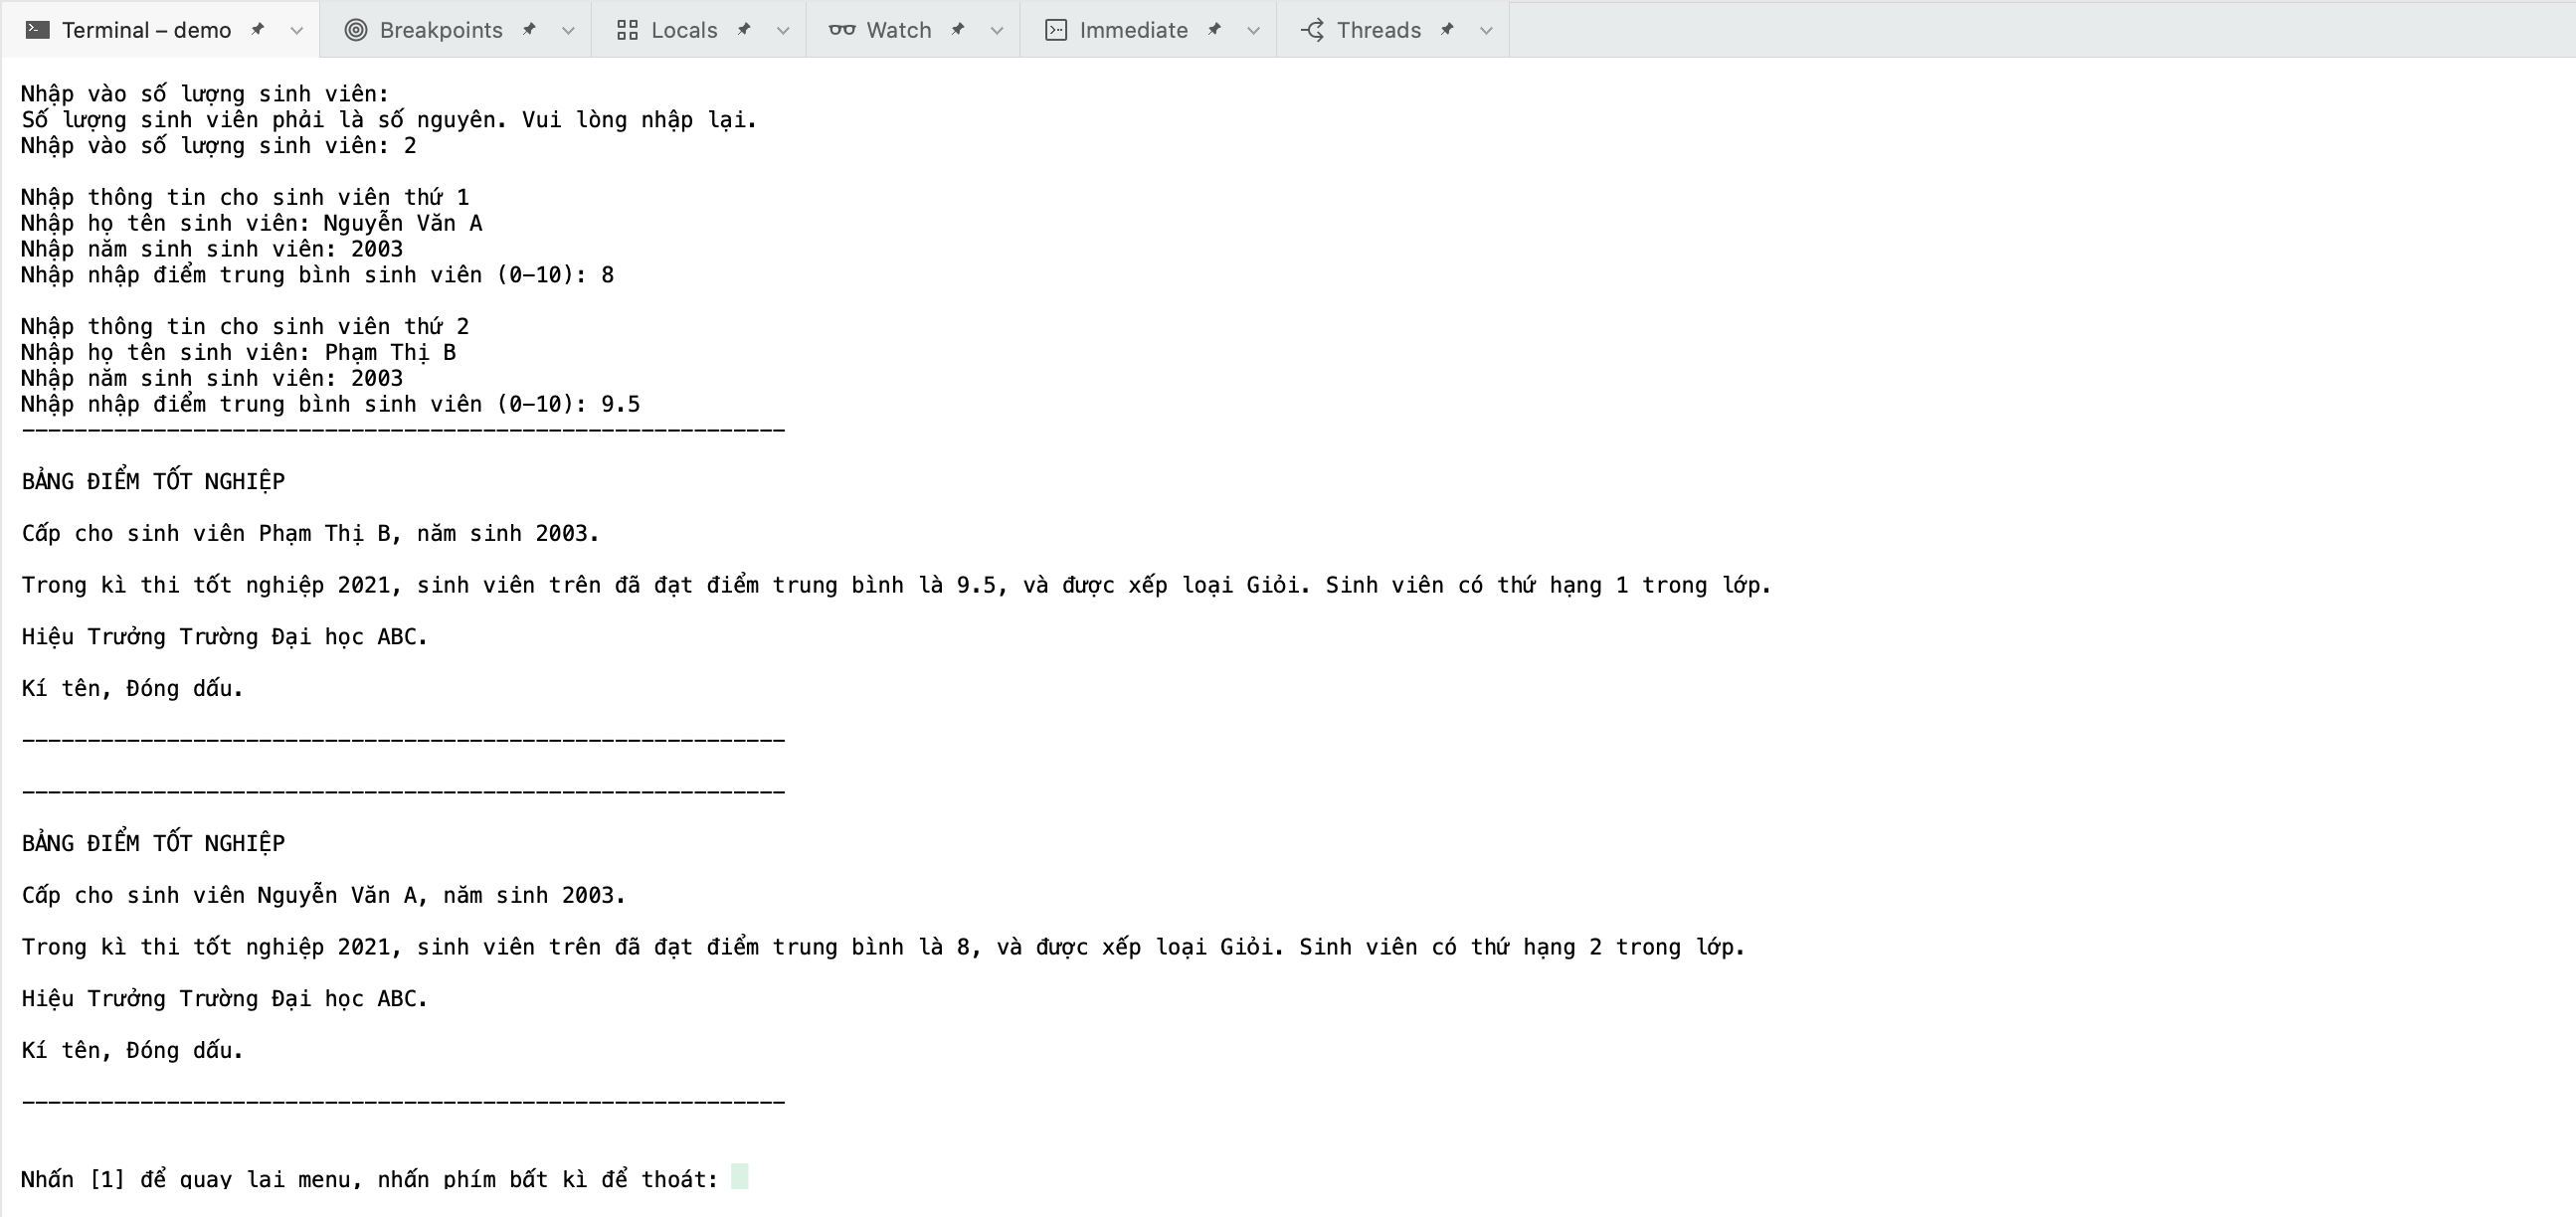 Terminal – demo Breakpoints Locals Watch Immediate Threads
Nhập vào số lượng sinh viên:
Số lượng sinh viên phải là số nguyên. Vui lòng nhập lại.
Nhập vào số lượng sinh viên: 2
Nhập thông tin cho sinh viên thứ 1
Nhập họ tên sinh viên: Nguyễn Văn A
Nhập năm sinh sinh viên: 2003
Nhập nhập điểm trung bình sinh viên (0-10): 8
Nhập thông tin cho sinh viên thứ 2
Nhập họ tên sinh viên: Phạm Thị B
Nhập năm sinh sinh viên: 2003
Nhập nhập điểm trung bình sinh viên (0-10): 9.5
----------------------------------------------------------
BẢNG ĐIỂM TỐT NGHIỆP
Cấp cho sinh viên Phạm Thị B, năm sinh 2003.
Trong kì thi tốt nghiệp 2021, sinh viên trên đã đạt điểm trung bình là 9.5, và được xếp loại Giỏi. Sinh viên có thứ hạng 1 trong lớp.
Hiệu Trưởng Trường Đại học ABC.
Kí tên, Đóng dấu.
----------------------------------------------------------
----------------------------------------------------------
BẢNG ĐIỂM TỐT NGHIỆP
Cấp cho sinh viên Nguyễn Văn A, năm sinh 2003.
Trong kì thi tốt nghiệp 2021, sinh viên trên đã đạt điểm trung bình là 8, và được xếp loại Giỏi. Sinh viên có thứ hạng 2 trong lớp.
Hiệu Trưởng Trường Đại học ABC.
Kí tên, Đóng dấu.
----------------------------------------------------------
Nhấn [1] để quay lại menu, nhấn phím bất kì để thoát: